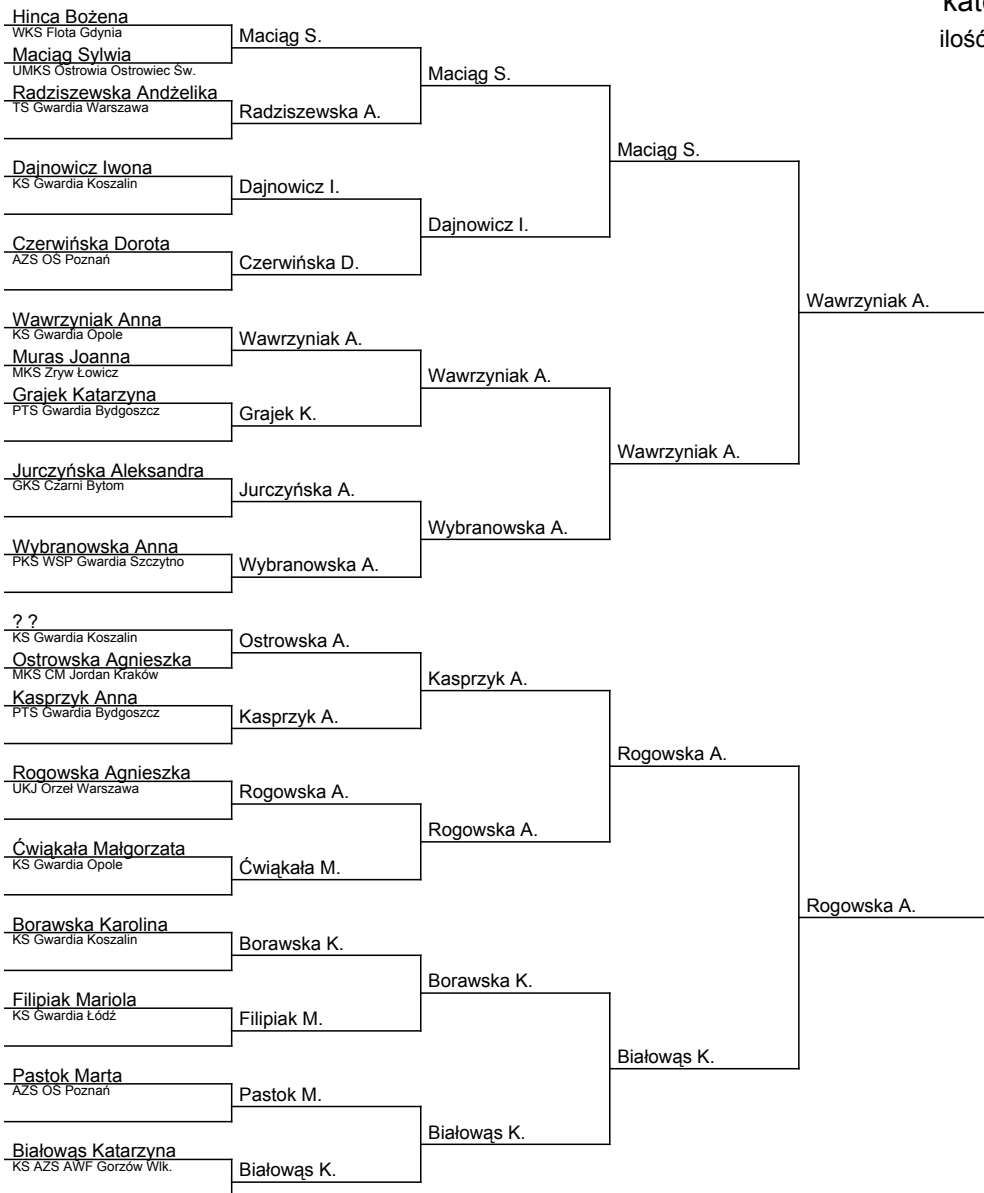 Hinca Bożena
WKS Flota Gdynia
Maciąg Sylwia
UMKS Ostrovia Ostrowiec Św.
Radziszewska Andżelika
TS Gwardia Warszawa
Dajnowicz Iwona
KS Gwardia Koszalin
Czerwińska Dorota
AZS OŚ Poznań
Wawrzyniak Anna
KS Gwardia Opole
Muras Joanna
MKS Zryw Łowicz
Grajek Katarzyna
PTS Gwardia Bydgoszcz
Jurczyńska Aleksandra
GKS Czarni Bytom
Wybranowska Anna
PKS WSP Gwardia Szczytno
? ?
KS Gwardia Koszalin
Ostrowska Agnieszka
MKS CM Jordan Kraków
Kasprzyk Anna
PTS Gwardia Bydgoszcz
Rogowska Agnieszka
UKJ Orzeł Warszawa
Ćwiąkała Małgorzata
KS Gwardia Opole
Borawska Karolina
KS Gwardia Koszalin
Filipiak Mariola
KS Gwardia Łódź
Pastok Marta
AZS OŚ Poznań
Białowąs Katarzyna
KS AZS AWF Gorzów Wlk.
Maciąg S.
Radziszewska A.
Dajnowicz I.
Czerwińska D.
Wawrzyniak A.
Grajek K.
Jurczyńska A.
Wybranowska A.
Ostrowska A.
Kasprzyk A.
Rogowska A.
Ćwiąkała M.
Borawska K.
Filipiak M.
Pastok M.
Białowąs K.
Maciąg S.
Dajnowicz I.
Wawrzyniak A.
Wybranowska A.
Kasprzyk A.
Rogowska A.
Borawska K.
Białowąs K.
Maciąg S.
Wawrzyniak A.
Rogowska A.
Białowąs K.
Wawrzyniak A.
Rogowska A.
ilość